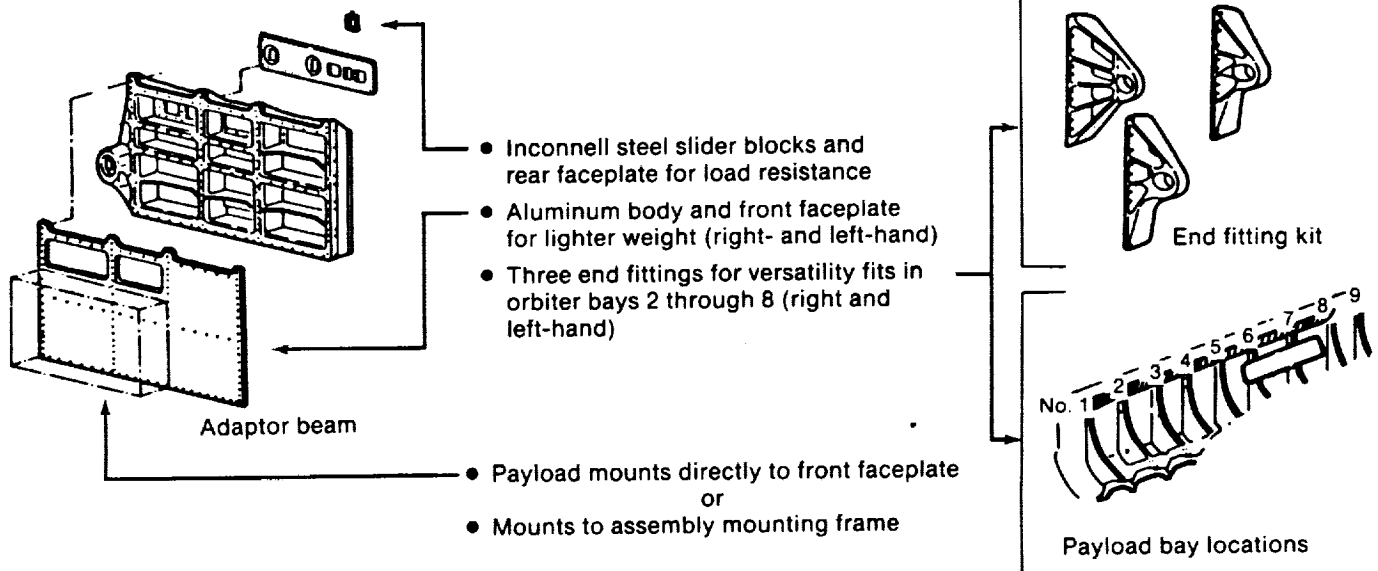 • Inconnell steel slider blocks and
rear faceplate for load resistance
• Aluminum body and front faceplate
for lighter weight (right- and left-hand)
• Three end fittings for versatility fits in
orbiter bays 2 through 8 (right and
left-hand)
Adaptor beam
• Payload mounts directly to front faceplate
or
• Mounts to assembly mounting frame
End fitting kit
No. 1 2 3 4 5 6 7 8 9
Payload bay locations